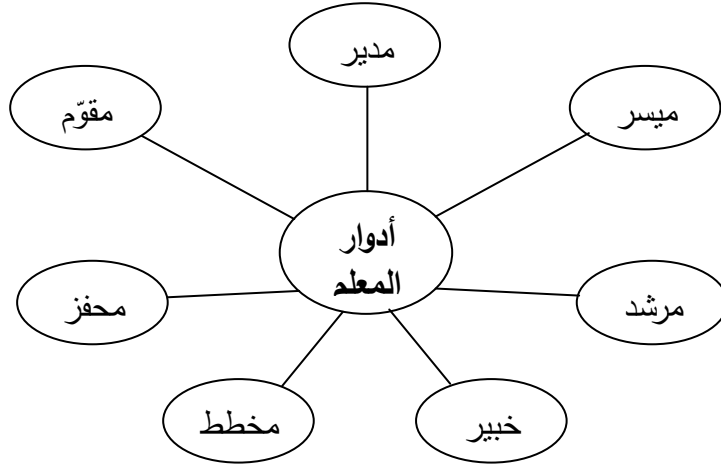 مدير
ميسر
مقوّم
أدوار
المعلم
مرشد
محفز
خبير
مخطط